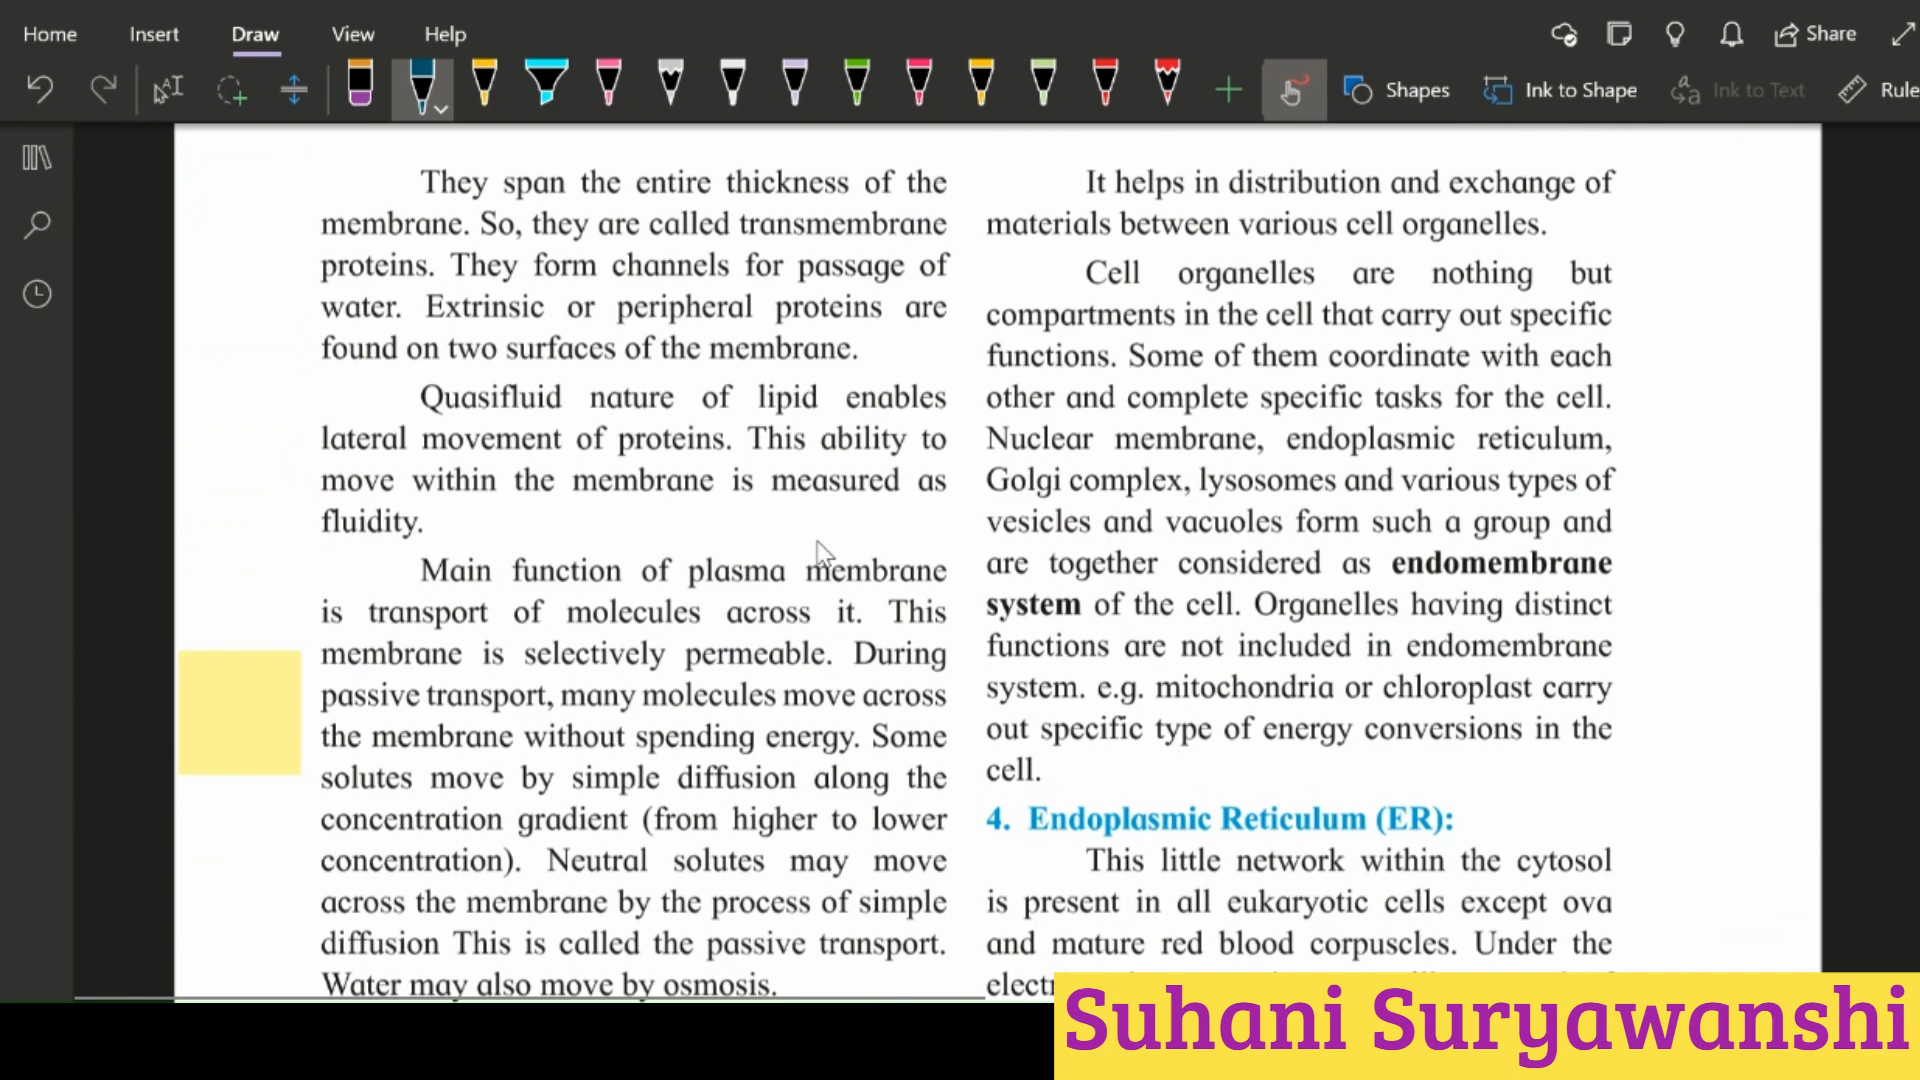 Home Insert Draw View Help Share
Shapes Ink to Shape Ink to Text Rule
They span the entire thickness of the
membrane. So, they are called transmembrane
proteins. They form channels for passage of
water. Extrinsic or peripheral proteins are
found on two surfaces of the membrane.
Quasifluid nature of lipid enables
lateral movement of proteins. This ability to
move within the membrane is measured as
fluidity.
Main function of plasma membrane
is transport of molecules across it. This
membrane is selectively permeable. During
passive transport, many molecules move across
the membrane without spending energy. Some
solutes move by simple diffusion along the
concentration gradient (from higher to lower
concentration). Neutral solutes may move
across the membrane by the process of simple
diffusion This is called the passive transport.
Water may also move by osmosis.
It helps in distribution and exchange of
materials between various cell organelles.
Cell organelles are nothing but
compartments in the cell that carry out specific
functions. Some of them coordinate with each
other and complete specific tasks for the cell.
Nuclear membrane, endoplasmic reticulum,
Golgi complex, lysosomes and various types of
vesicles and vacuoles form such a group and
are together considered as endomembrane
system of the cell. Organelles having distinct
functions are not included in endomembrane
system. e.g. mitochondria or chloroplast carry
out specific type of energy conversions in the
cell.
4. Endoplasmic Reticulum (ER):
This little network within the cytosol
is present in all eukaryotic cells except ova
and mature red blood corpuscles. Under the
Suhani Suryawanshi